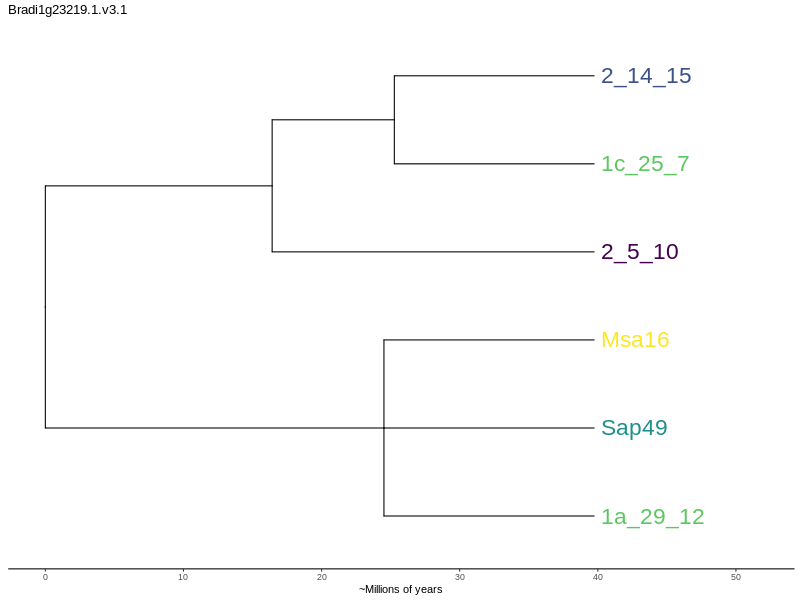 Bradi1g23219.1.v3.1
2_14_15
1c_25_7
2_5_10
Msa16
Sap49
1a_29_12
0 10 20 30 40 50
~Millions of years